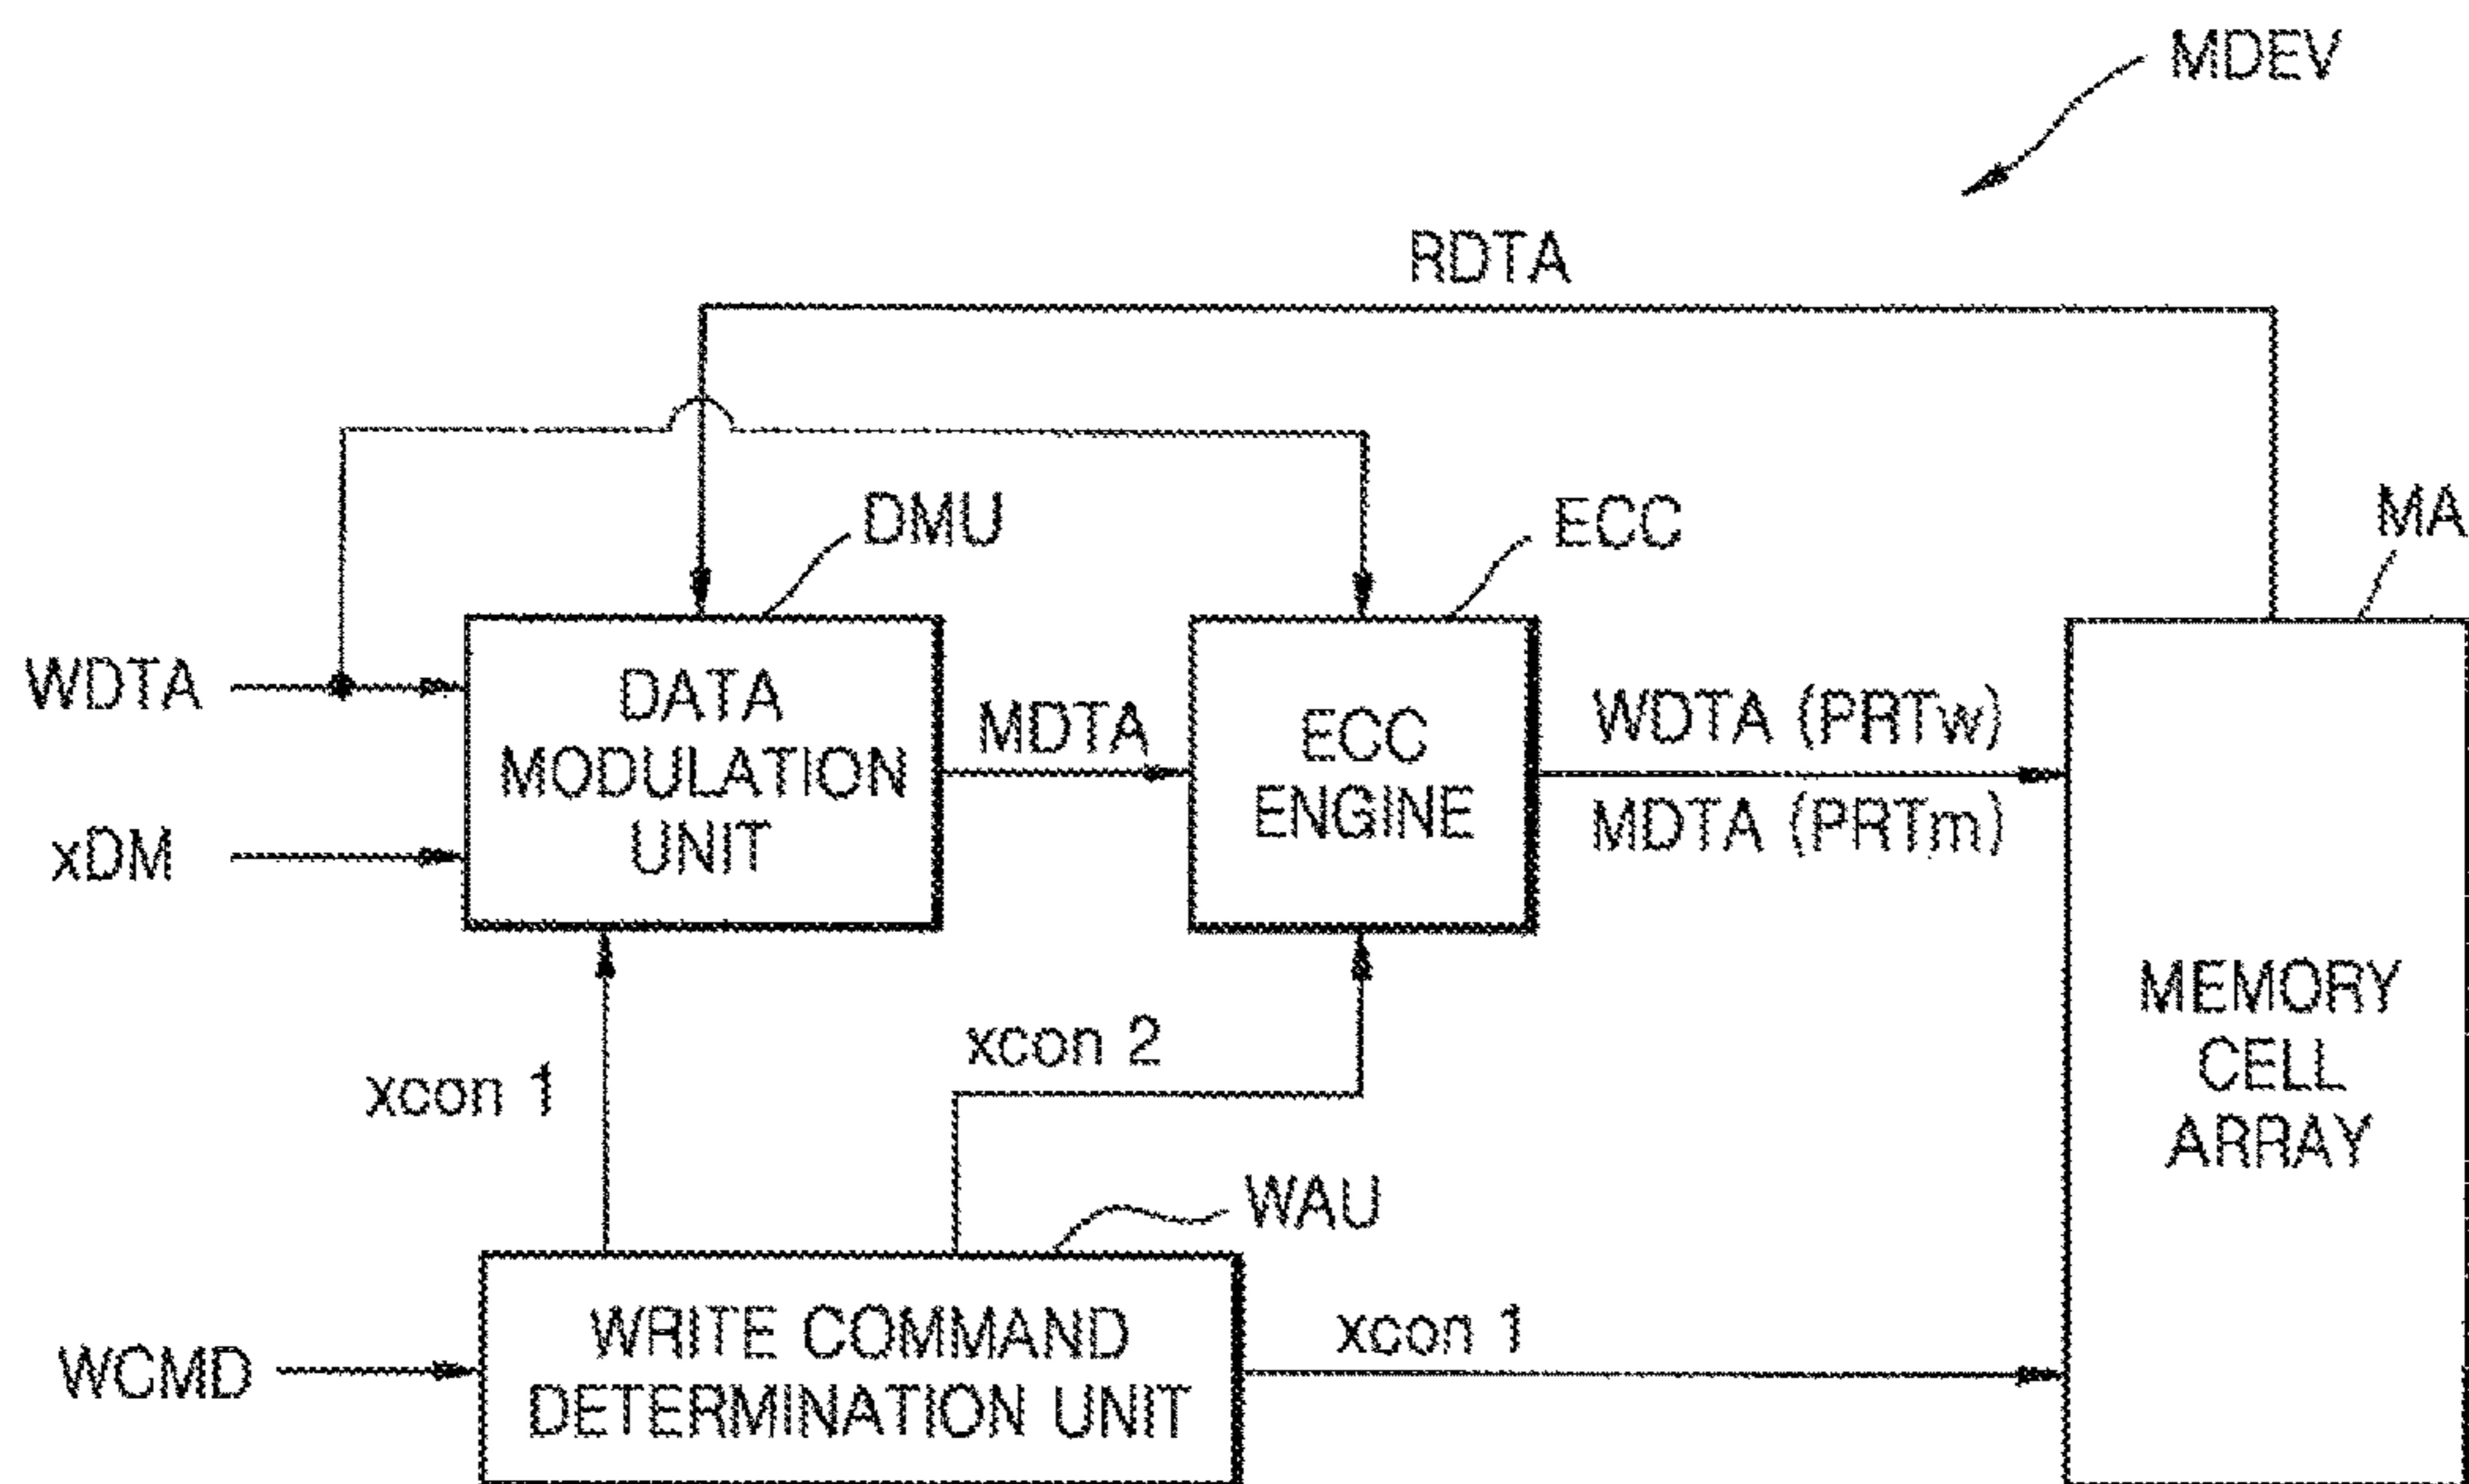 MDEV
RDTA
DMU
ECC
MA
WDTA
xDM
DATA
MODULATION
UNIT
MDTA
ECC
ENGINE
WDTA (PRTw)
MDTA (PRTm)
MEMORY
CELL
ARRAY
xcon 1
xcon 2
WAU
WCMD
WRITE COMMAND
DETERMINATION UNIT
xcon 1